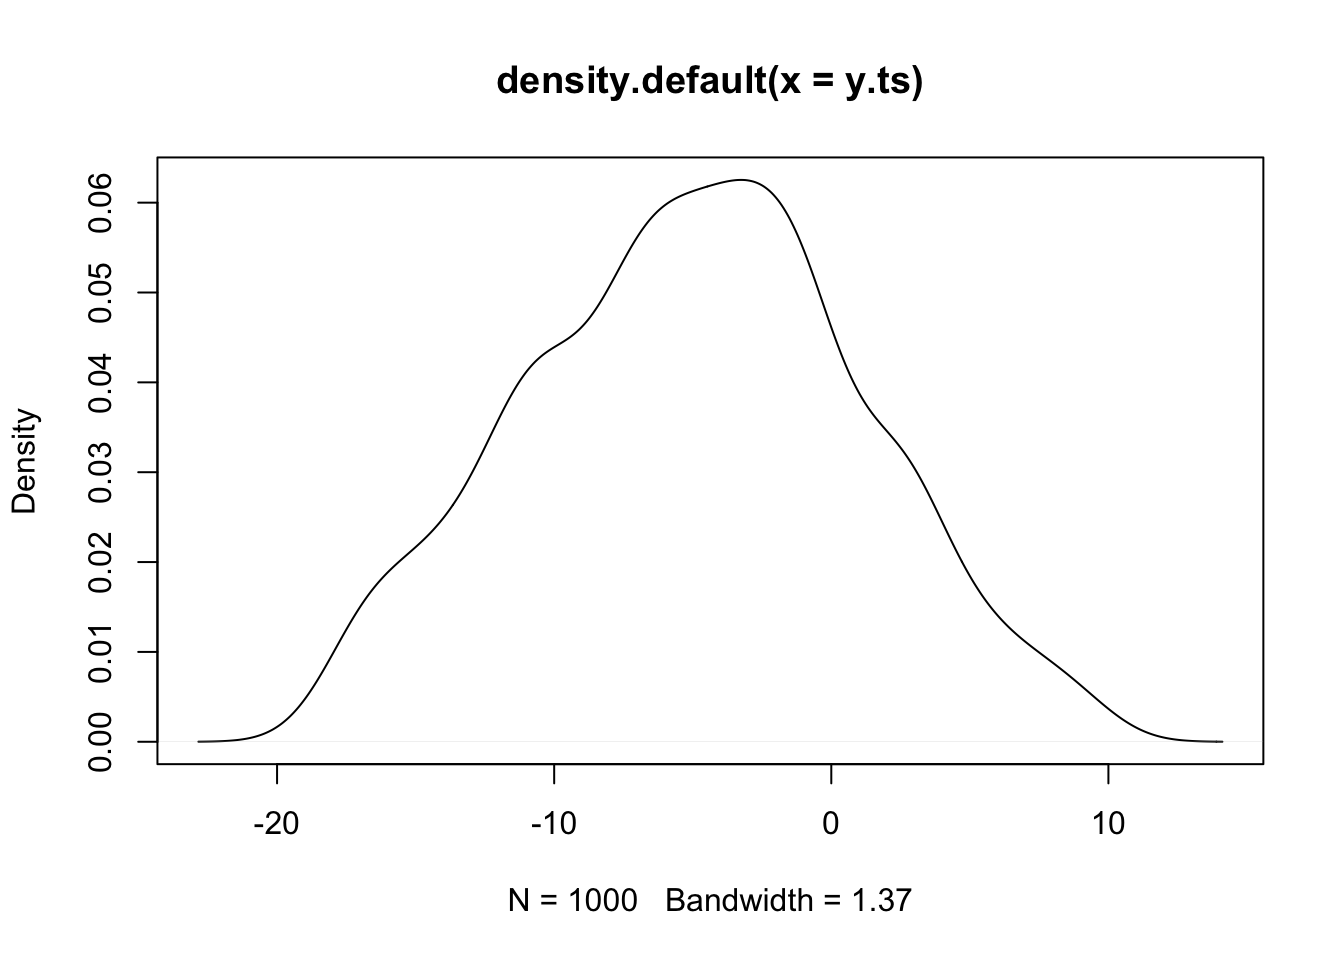 density.default(x = y.ts)
Density
0.06
0.05
0.04
0.03
0.02
0.01
0.00
-20 -10 0 10
N = 1000 Bandwidth = 1.37